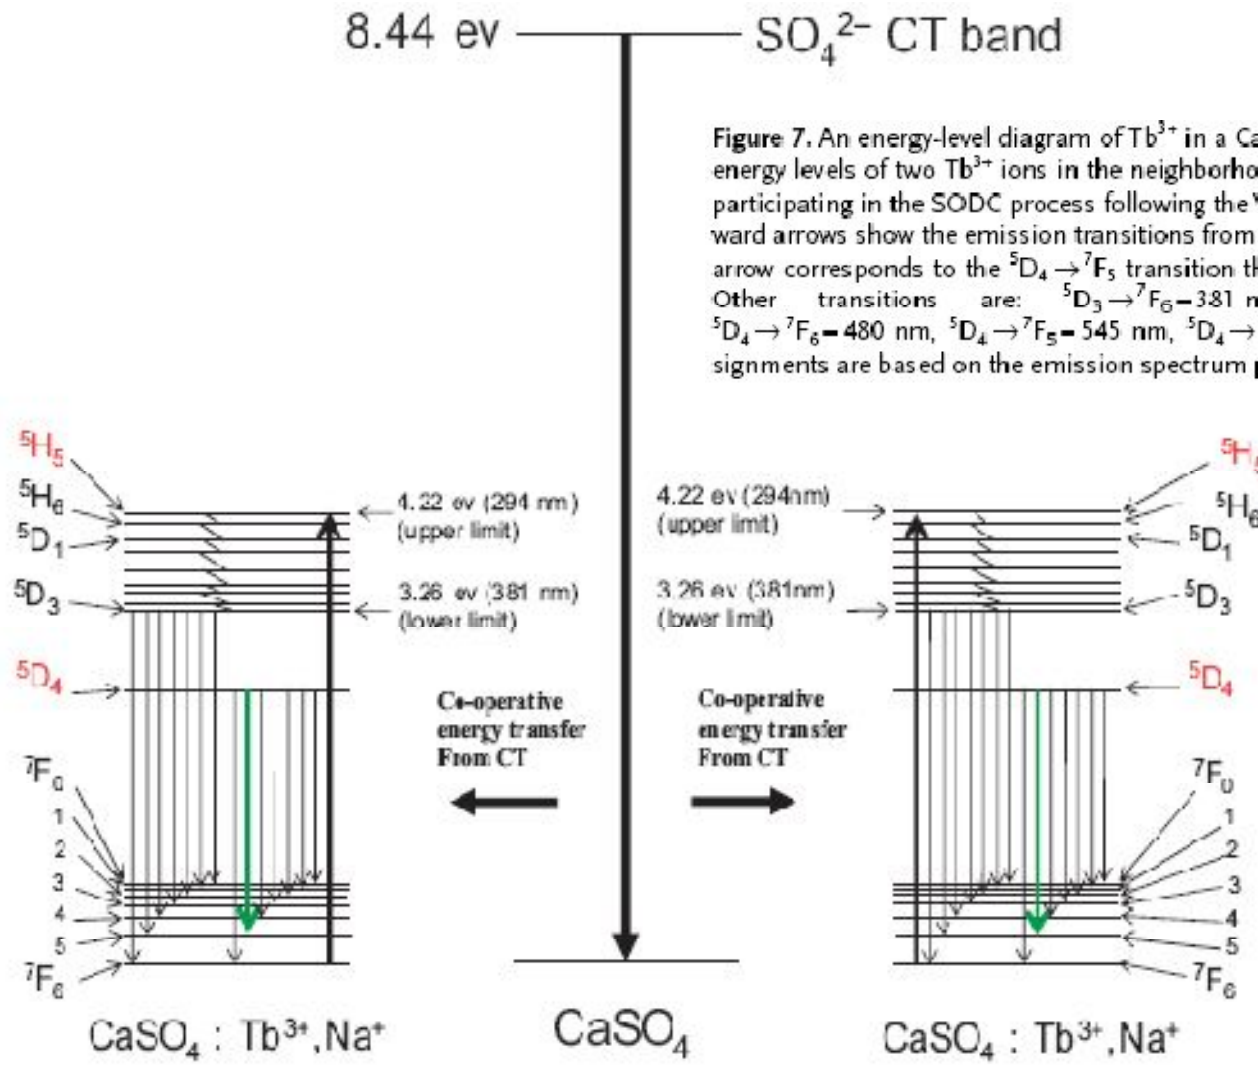 8.44 ev
SO₄²⁻ CT band
Figure 7. An energy-level diagram of Tb³⁺ in a Ca
energy levels of two Tb³⁺ ions in the neighborho
participating in the SODC process following the
ward arrows show the emission transitions from
arrow corresponds to the ⁵D₄→⁷F₅ transition th
Other transitions are: ⁵D₃→⁷F₆=381
⁵D₄→⁷F₆=480 nm, ⁵D₄→⁷F₅=545 nm, ⁵D₄→
signments are based on the emission spectrum
⁵H₅
⁵H₆
⁵D₁
⁵D₃
⁵D₄
⁷F₀
1
2
3
4
5
⁷F₆
4.22 ev (294 nm)
(upper limit)
3.26 ev (381 nm)
(lower limit)
Co-operative
energy transfer
From CT
4.22 ev (294nm)
(upper limit)
3.26 ev (381nm)
(lower limit)
Co-operative
energy transfer
From CT
⁵H₅
⁵H₆
⁵D₁
⁵D₃
⁵D₄
⁷F₀
1
2
3
4
5
⁷F₆
CaSO₄ : Tb³⁺,Na⁺
CaSO₄
CaSO₄ : Tb³⁺,Na⁺